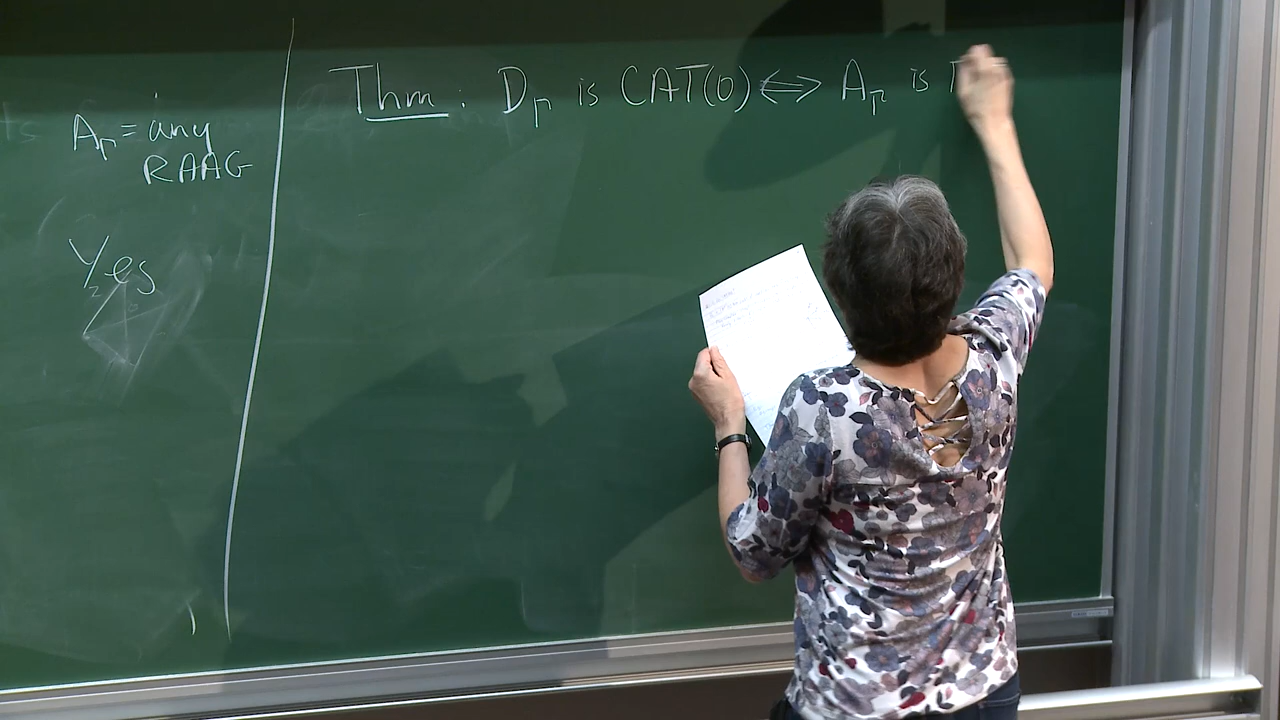 A_Γ = any
RAAG
Yes
Thm : D_Γ is CAT(0) ⟺ A_Γ is